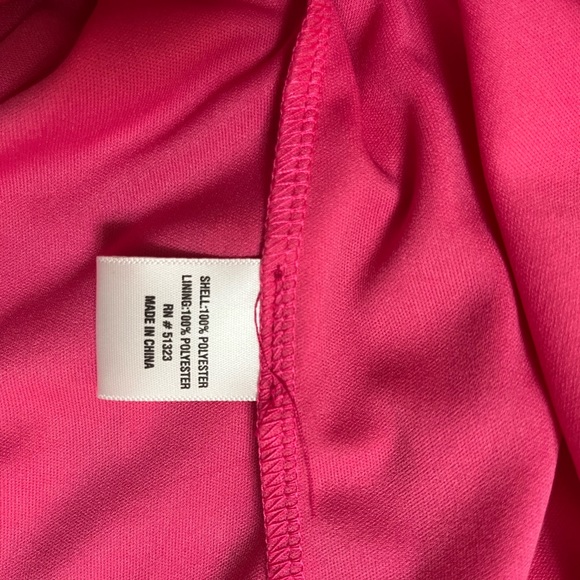 SHELL:100% POLYESTER
LINING:100% POLYESTER
RN # 51323
MADE IN CHINA